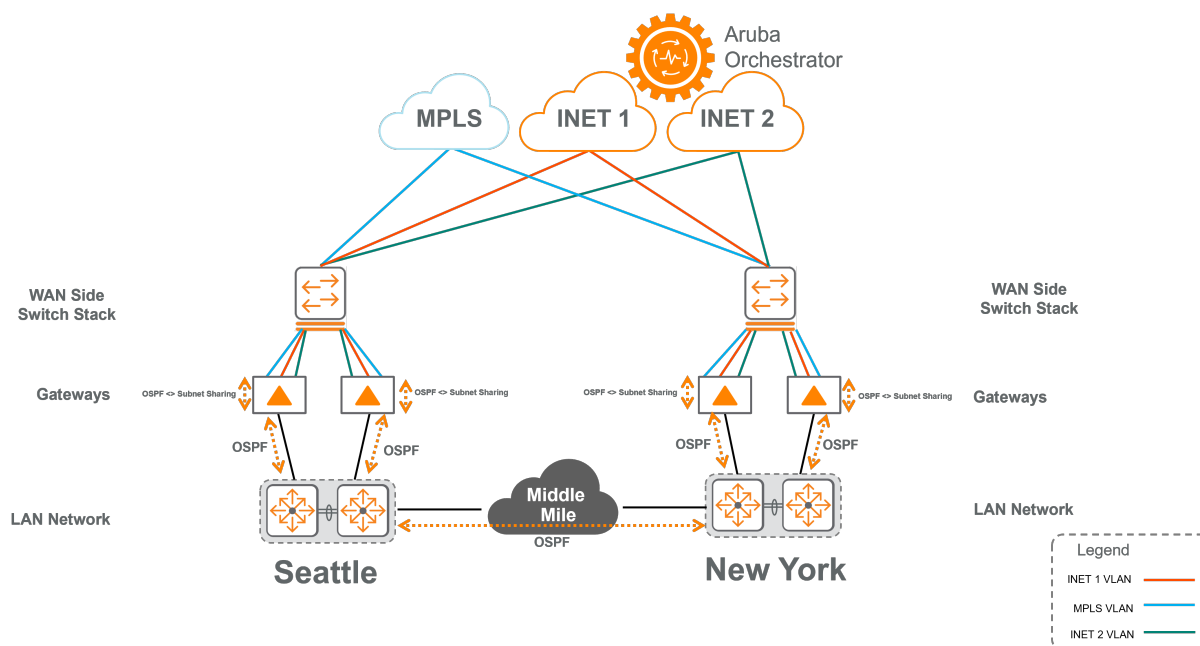 Aruba
Orchestrator
MPLS
INET 1
INET 2
WAN Side
Switch Stack
WAN Side
Switch Stack
Gateways
OSPF <> Subnet Sharing
OSPF <> Subnet Sharing
OSPF <> Subnet Sharing
OSPF <> Subnet Sharing
Gateways
OSPF
OSPF
OSPF
OSPF
LAN Network
Middle
Mile
OSPF
LAN Network
Seattle
New York
Legend
INET 1 VLAN
MPLS VLAN
INET 2 VLAN